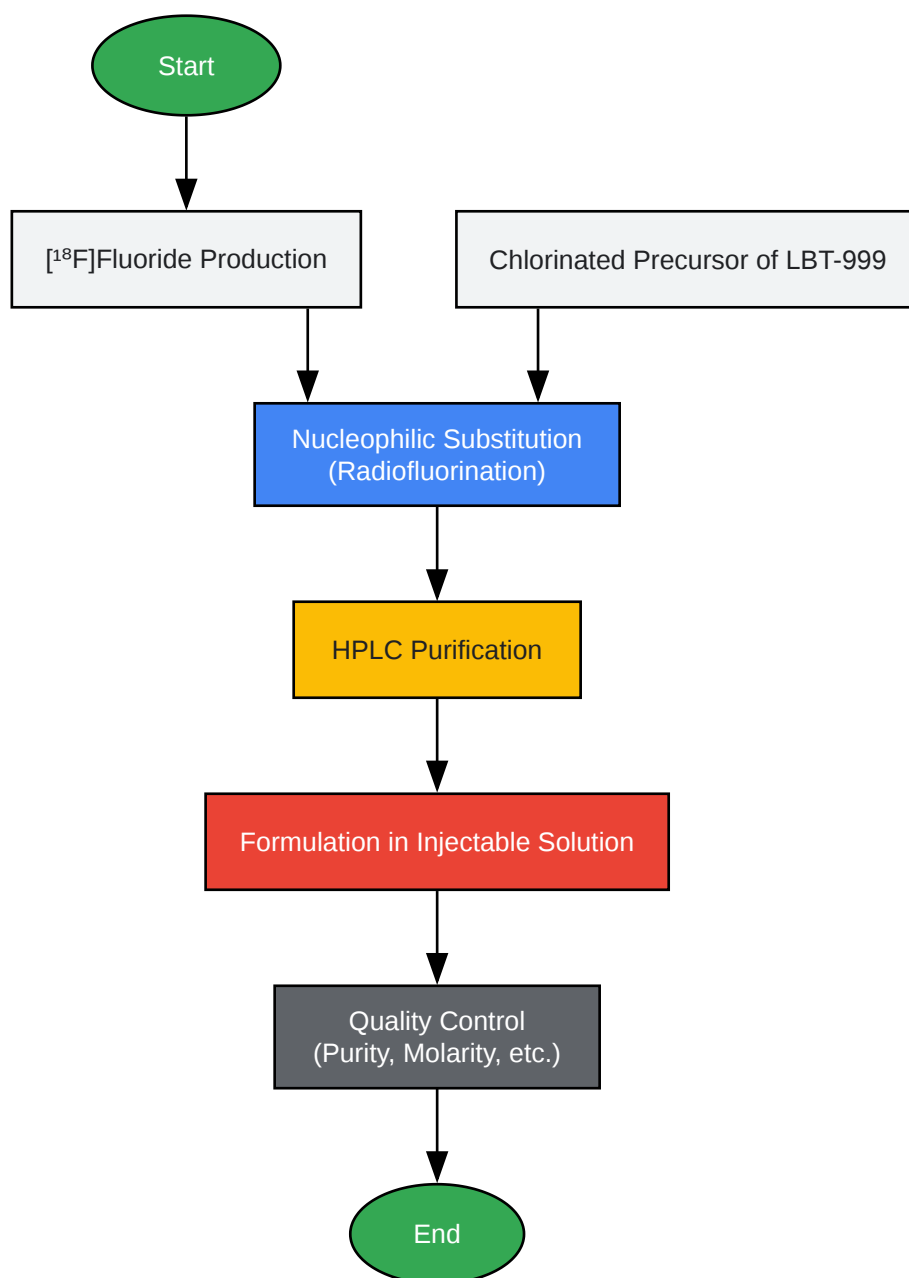 Start
[¹⁸F]Fluoride Production
Chlorinated Precursor of LBT-999
Nucleophilic Substitution
(Radiofluorination)
HPLC Purification
Formulation in Injectable Solution
Quality Control
(Purity, Molarity, etc.)
End